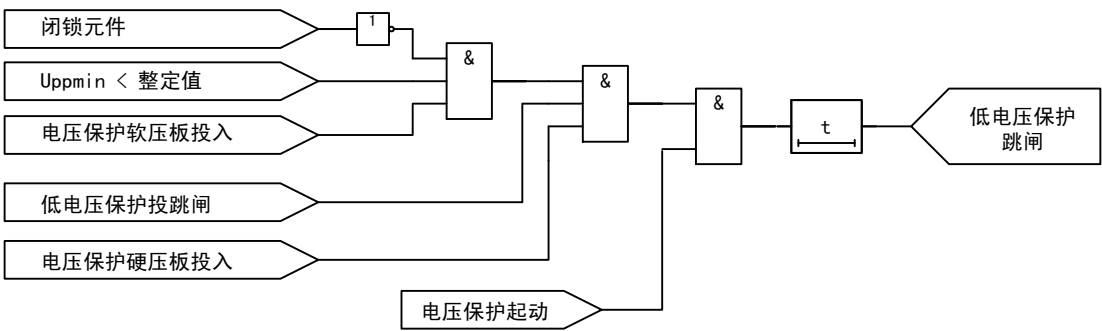 闭锁元件
1
&
Uppmin < 整定值
&
&
电压保护软压板投入
t
低电压保护
跳闸
低电压保护投跳闸
电压保护硬压板投入
电压保护起动